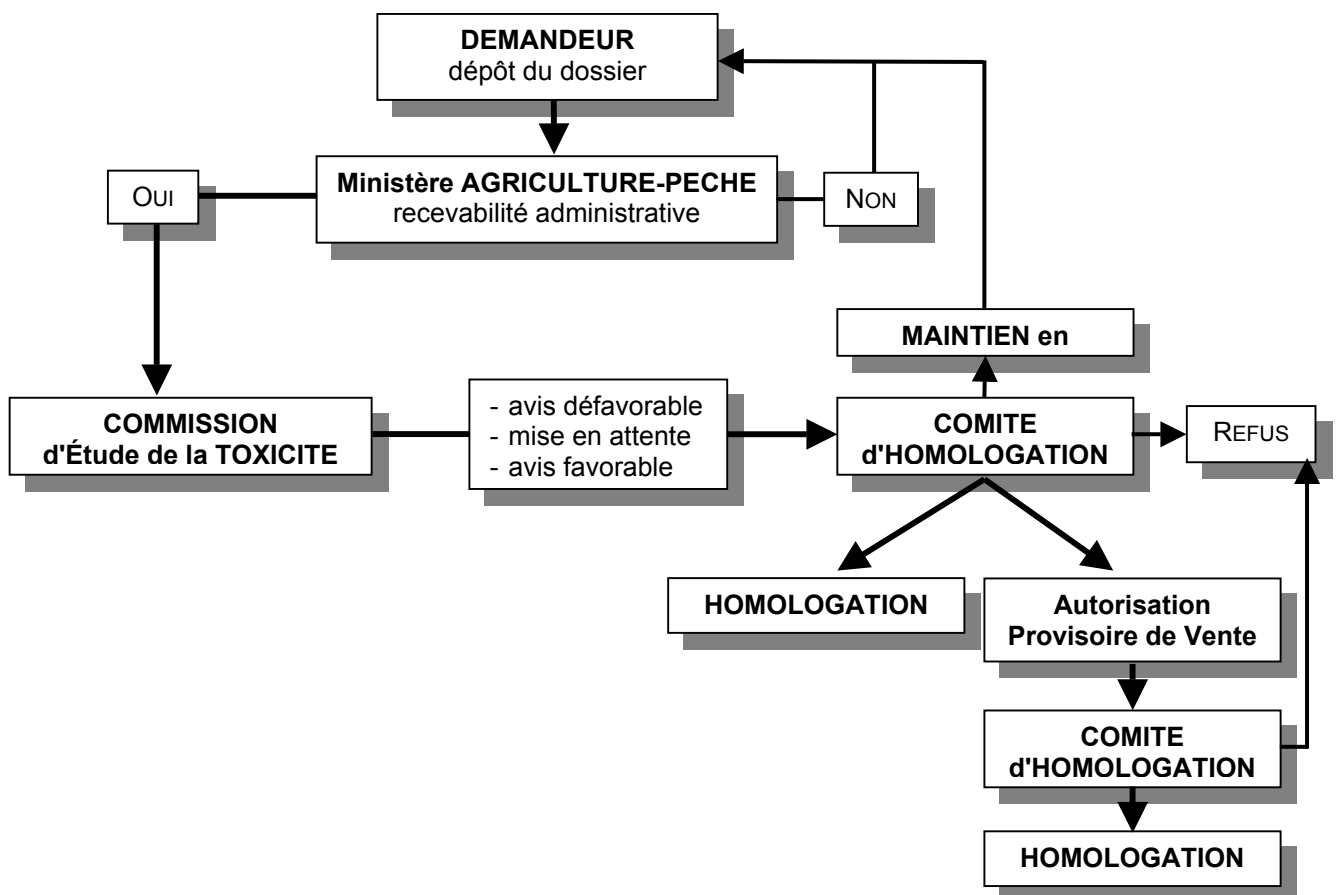 DEMANDEUR
dépôt du dossier
Ministère AGRICULTURE-PECHE
recevabilité administrative
OUI
NON
MAINTIEN en
COMMISSION
d'Étude de la TOXICITE
- avis défavorable
- mise en attente
- avis favorable
COMITE
d'HOMOLOGATION
REFUS
HOMOLOGATION
Autorisation
Provisoire de Vente
COMITE
d'HOMOLOGATION
HOMOLOGATION